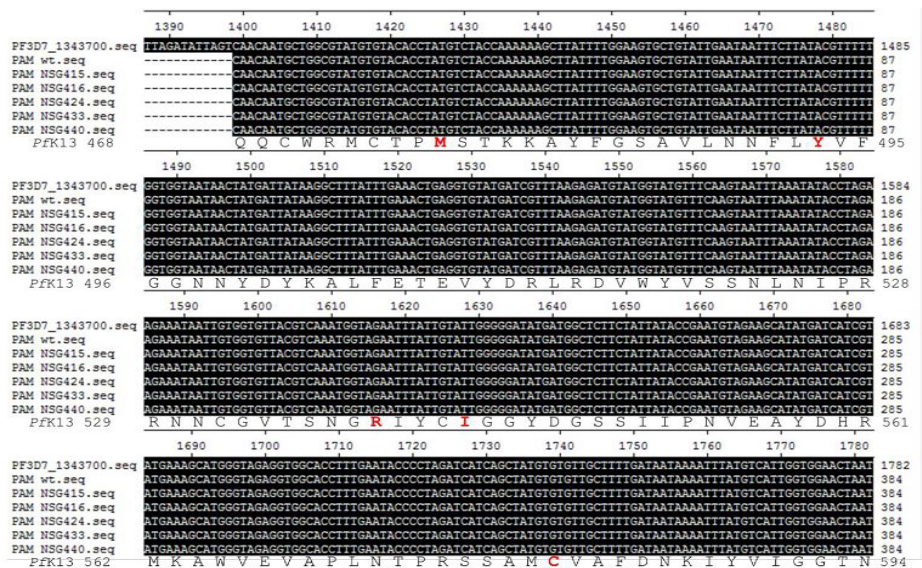 1390 1400 1410 1420 1430 1440 1450 1460 1470 1480
PF3D7_1343700.seq TTAGATATTAGTCAACAATGCTGGCGTATGTGTACACCTATGTCTACCAAAAAAGCTTATTTTGGAAGTGCTGTATTGAATAATTTCTTATACGTTTTT 1485
PAM wt.seq ------------CAACAATGCTGGCGTATGTGTACACCTATGTCTACCAAAAAAGCTTATTTTGGAAGTGCTGTATTGAATAATTTCTTATACGTTTTT 87
PAM NSG415.seq ------------CAACAATGCTGGCGTATGTGTACACCTATGTCTACCAAAAAAGCTTATTTTGGAAGTGCTGTATTGAATAATTTCTTATACGTTTTT 87
PAM NSG416.seq ------------CAACAATGCTGGCGTATGTGTACACCTATGTCTACCAAAAAAGCTTATTTTGGAAGTGCTGTATTGAATAATTTCTTATACGTTTTT 87
PAM NSG424.seq ------------CAACAATGCTGGCGTATGTGTACACCTATGTCTACCAAAAAAGCTTATTTTGGAAGTGCTGTATTGAATAATTTCTTATACGTTTTT 87
PAM NSG433.seq ------------CAACAATGCTGGCGTATGTGTACACCTATGTCTACCAAAAAAGCTTATTTTGGAAGTGCTGTATTGAATAATTTCTTATACGTTTTT 87
PAM NSG440.seq ------------CAACAATGCTGGCGTATGTGTACACCTATGTCTACCAAAAAAGCTTATTTTGGAAGTGCTGTATTGAATAATTTCTTATACGTTTTT 87
PfK13 468 Q Q C W R M C T P M S T K K A Y F G S A V L N N F L Y V F 495
1490 1500 1510 1520 1530 1540 1550 1560 1570 1580
PF3D7_1343700.seq GGTGGTAATAACTATGATTATAAGGCTTTATTTGAAACTGAGGTGTATGATCGTTTAAGAGATGTATGGTATGTTTCAAGTAATTTAAATATACCTAGA 1584
PAM wt.seq GGTGGTAATAACTATGATTATAAGGCTTTATTTGAAACTGAGGTGTATGATCGTTTAAGAGATGTATGGTATGTTTCAAGTAATTTAAATATACCTAGA 186
PAM NSG415.seq GGTGGTAATAACTATGATTATAAGGCTTTATTTGAAACTGAGGTGTATGATCGTTTAAGAGATGTATGGTATGTTTCAAGTAATTTAAATATACCTAGA 186
PAM NSG416.seq GGTGGTAATAACTATGATTATAAGGCTTTATTTGAAACTGAGGTGTATGATCGTTTAAGAGATGTATGGTATGTTTCAAGTAATTTAAATATACCTAGA 186
PAM NSG424.seq GGTGGTAATAACTATGATTATAAGGCTTTATTTGAAACTGAGGTGTATGATCGTTTAAGAGATGTATGGTATGTTTCAAGTAATTTAAATATACCTAGA 186
PAM NSG433.seq GGTGGTAATAACTATGATTATAAGGCTTTATTTGAAACTGAGGTGTATGATCGTTTAAGAGATGTATGGTATGTTTCAAGTAATTTAAATATACCTAGA 186
PAM NSG440.seq GGTGGTAATAACTATGATTATAAGGCTTTATTTGAAACTGAGGTGTATGATCGTTTAAGAGATGTATGGTATGTTTCAAGTAATTTAAATATACCTAGA 186
PfK13 496 G G N N Y D Y K A L F E T E V Y D R L R D V W Y V S S N L N I P R 528
1590 1600 1610 1620 1630 1640 1650 1660 1670 1680
PF3D7_1343700.seq AGAAATAATTGTGGTGTTACGTCAAATGGTAGAATTTATTGTATTGGGGGATATGATGGCTCTTCTATTATACCGAATGTAGAAGCATATGATCATCGT 1683
PAM wt.seq AGAAATAATTGTGGTGTTACGTCAAATGGTAGAATTTATTGTATTGGGGGATATGATGGCTCTTCTATTATACCGAATGTAGAAGCATATGATCATCGT 285
PAM NSG415.seq AGAAATAATTGTGGTGTTACGTCAAATGGTAGAATTTATTGTATTGGGGGATATGATGGCTCTTCTATTATACCGAATGTAGAAGCATATGATCATCGT 285
PAM NSG416.seq AGAAATAATTGTGGTGTTACGTCAAATGGTAGAATTTATTGTATTGGGGGATATGATGGCTCTTCTATTATACCGAATGTAGAAGCATATGATCATCGT 285
PAM NSG424.seq AGAAATAATTGTGGTGTTACGTCAAATGGTAGAATTTATTGTATTGGGGGATATGATGGCTCTTCTATTATACCGAATGTAGAAGCATATGATCATCGT 285
PAM NSG433.seq AGAAATAATTGTGGTGTTACGTCAAATGGTAGAATTTATTGTATTGGGGGATATGATGGCTCTTCTATTATACCGAATGTAGAAGCATATGATCATCGT 285
PAM NSG440.seq AGAAATAATTGTGGTGTTACGTCAAATGGTAGAATTTATTGTATTGGGGGATATGATGGCTCTTCTATTATACCGAATGTAGAAGCATATGATCATCGT 285
PfK13 529 R N N C G V T S N G R I Y C I G G Y D G S S I I P N V E A Y D H R 561
1690 1700 1710 1720 1730 1740 1750 1760 1770 1780
PF3D7_1343700.seq ATGAAAGCATGGGTAGAGGTGGCACCTTTGAATACCCCTAGATCATCAGCTATGTGTGTTGCTTTTGATAATAAAATTTATGTCATTGGTGGAACTAAT 1782
PAM wt.seq ATGAAAGCATGGGTAGAGGTGGCACCTTTGAATACCCCTAGATCATCAGCTATGTGTGTTGCTTTTGATAATAAAATTTATGTCATTGGTGGAACTAAT 384
PAM NSG415.seq ATGAAAGCATGGGTAGAGGTGGCACCTTTGAATACCCCTAGATCATCAGCTATGTGTGTTGCTTTTGATAATAAAATTTATGTCATTGGTGGAACTAAT 384
PAM NSG416.seq ATGAAAGCATGGGTAGAGGTGGCACCTTTGAATACCCCTAGATCATCAGCTATGTGTGTTGCTTTTGATAATAAAATTTATGTCATTGGTGGAACTAAT 384
PAM NSG424.seq ATGAAAGCATGGGTAGAGGTGGCACCTTTGAATACCCCTAGATCATCAGCTATGTGTGTTGCTTTTGATAATAAAATTTATGTCATTGGTGGAACTAAT 384
PAM NSG433.seq ATGAAAGCATGGGTAGAGGTGGCACCTTTGAATACCCCTAGATCATCAGCTATGTGTGTTGCTTTTGATAATAAAATTTATGTCATTGGTGGAACTAAT 384
PAM NSG440.seq ATGAAAGCATGGGTAGAGGTGGCACCTTTGAATACCCCTAGATCATCAGCTATGTGTGTTGCTTTTGATAATAAAATTTATGTCATTGGTGGAACTAAT 384
PfK13 562 M K A W V E V A P L N T P R S S A M C V A F D N K I Y V I G G T N 594